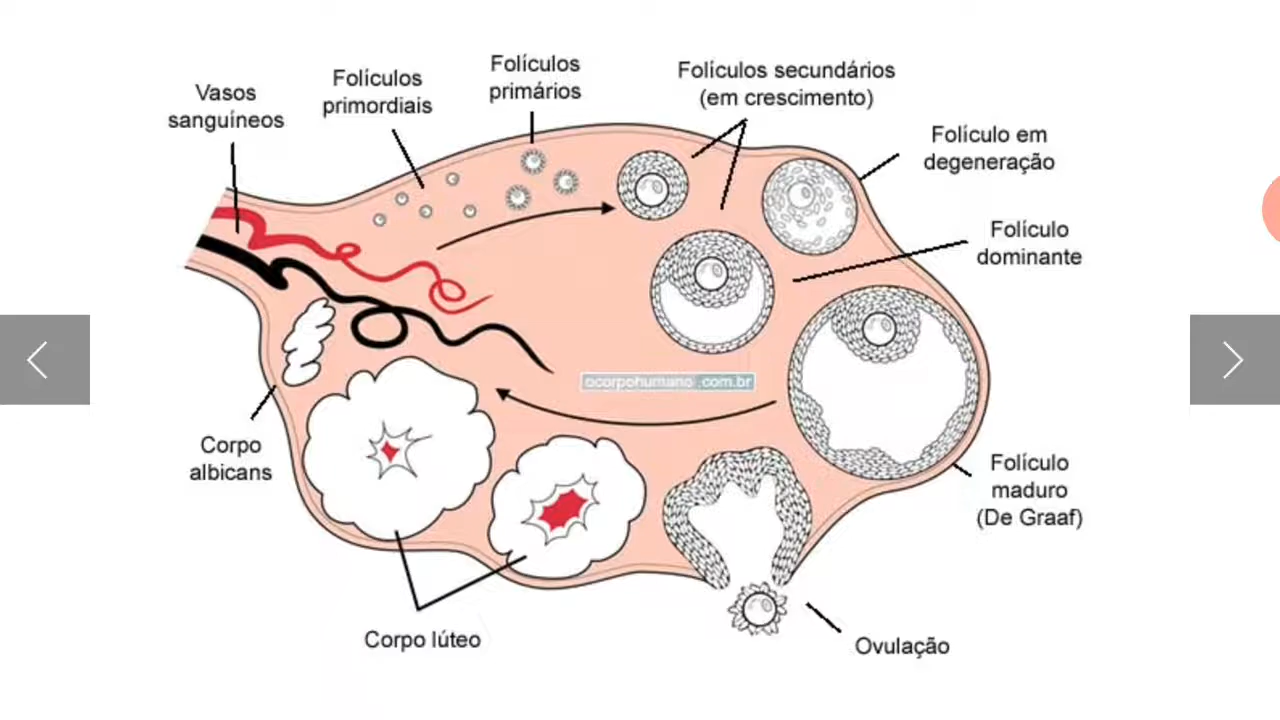 Vasos
sanguíneos
Folículos
primordiais
Folículos
primários
Folículos secundários
(em crescimento)
Folículo em
degeneração
Folículo
dominante
ocorpohumano .com.br
Corpo
albicans
Folículo
maduro
(De Graaf)
Corpo lúteo
Ovulação